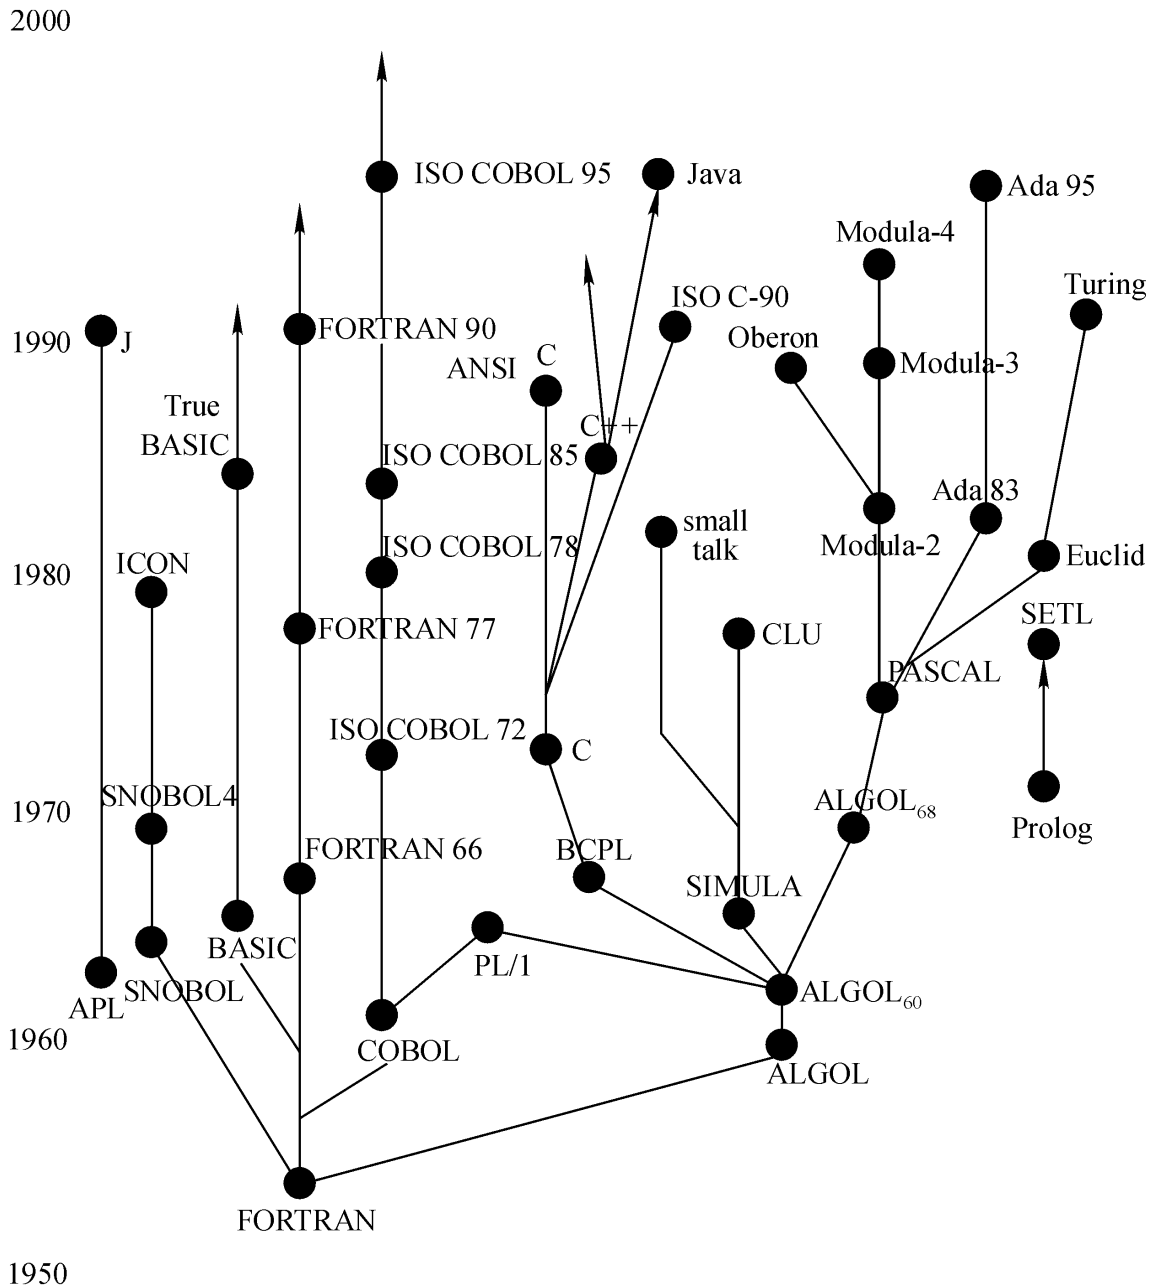 2000
ISO COBOL 95
Java
Ada 95
Modula-4
Turing
ISO C-90
FORTRAN 90
1990
J
Oberon
C
ANSI
Modula-3
True
BASIC
C++
ISO COBOL 85
Ada 83
small
talk
ISO COBOL 78
Modula-2
Euclid
ICON
1980
SETL
FORTRAN 77
CLU
PASCAL
ISO COBOL 72
C
SNOBOL4
1970
ALGOL68
Prolog
FORTRAN 66
BCPL
SIMULA
BASIC
PL/1
SNOBOL
ALGOL60
APL
1960
COBOL
ALGOL
FORTRAN
1950